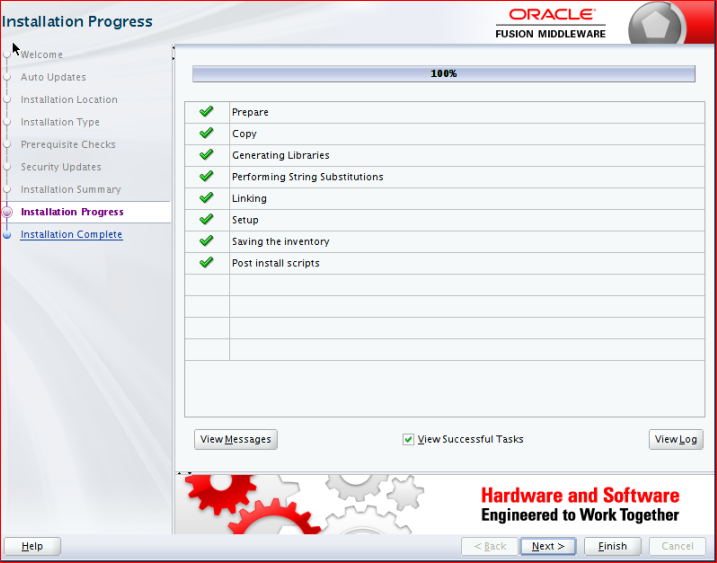 Installation Progress
ORACLE
FUSION MIDDLEWARE
Welcome
Auto Updates
Installation Location
Installation Type
Prerequisite Checks
Security Updates
Installation Summary
Installation Progress
Installation Complete
100%
Prepare
Copy
Generating Libraries
Performing String Substitutions
Linking
Setup
Saving the inventory
Post install scripts
View Messages
View Successful Tasks
View Log
Hardware and Software
Engineered to Work Together
Help
< Back
Next >
Finish
Cancel